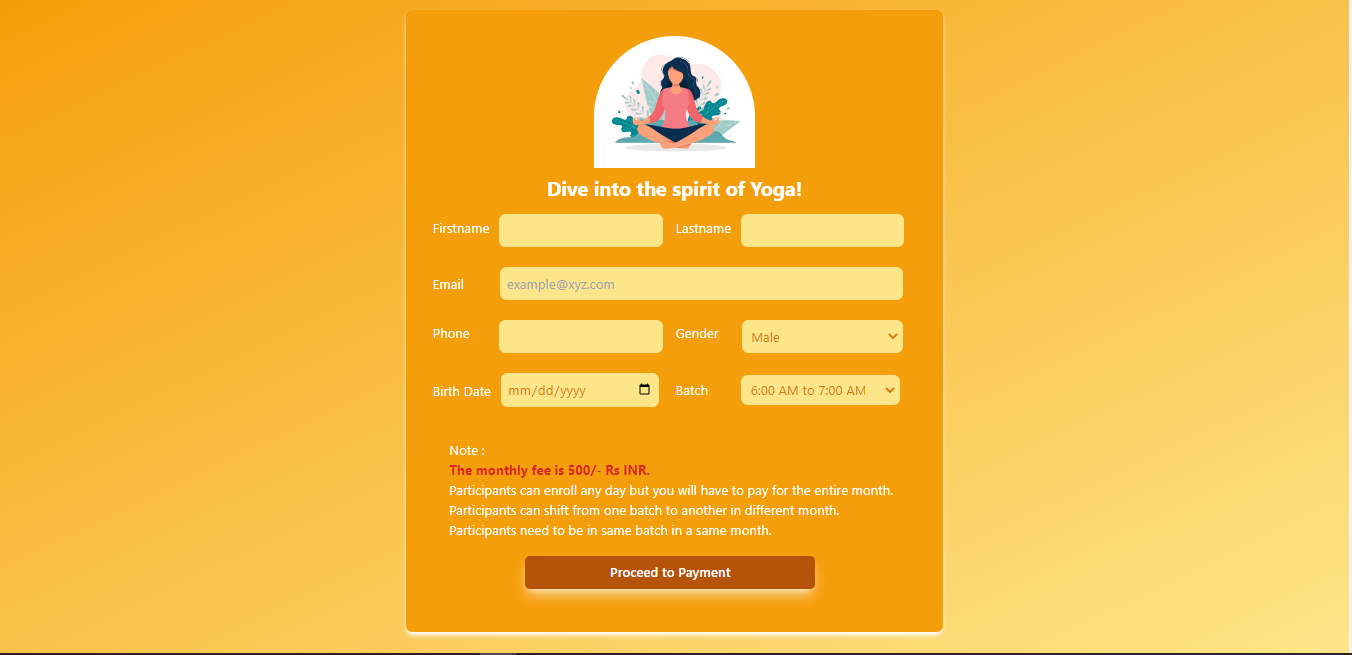 Dive into the spirit of Yoga!
Firstname Lastname
Email example@xyz.com
Phone Gender Male
Birth Date mm/dd/yyyy Batch 6:00 AM to 7:00 AM
Note :
The monthly fee is 500/- Rs INR.
Participants can enroll any day but you will have to pay for the entire month.
Participants can shift from one batch to another in different month.
Participants need to be in same batch in a same month.
Proceed to Payment